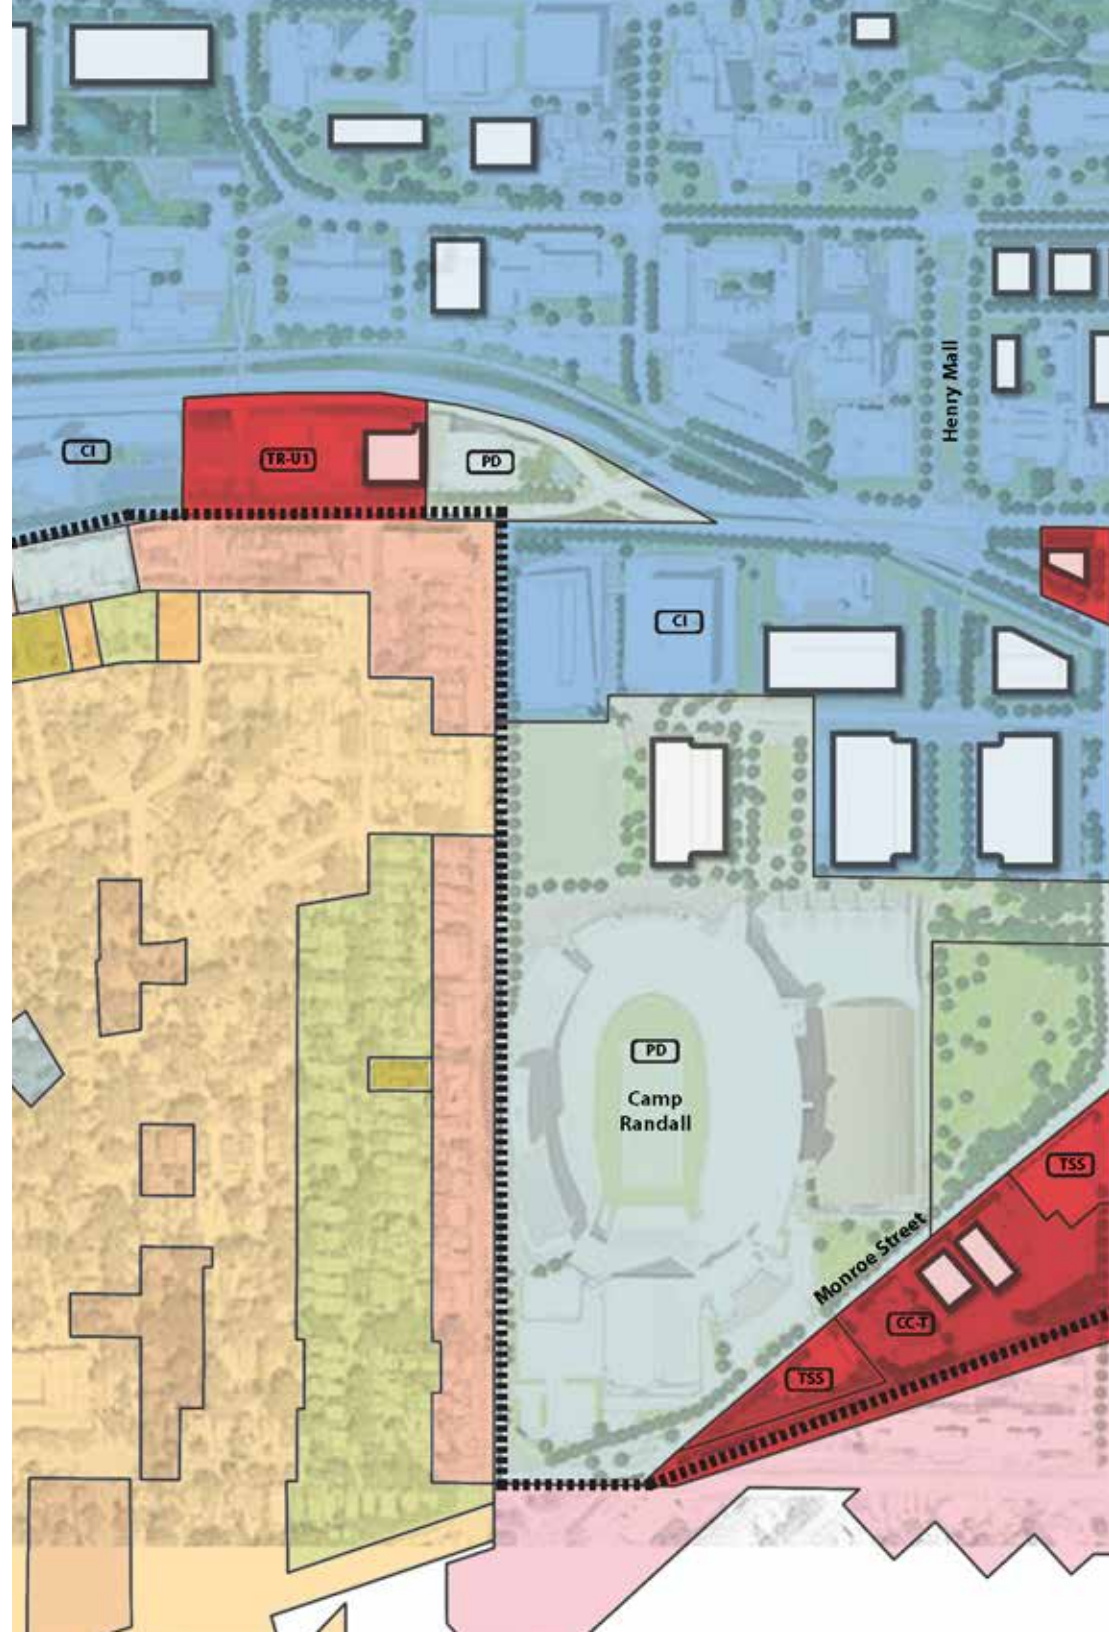 Henry Mall
CI
TR-U1
PD
CI
PD
Camp
Randall
TSS
Monroe Street
CC-T
TSS